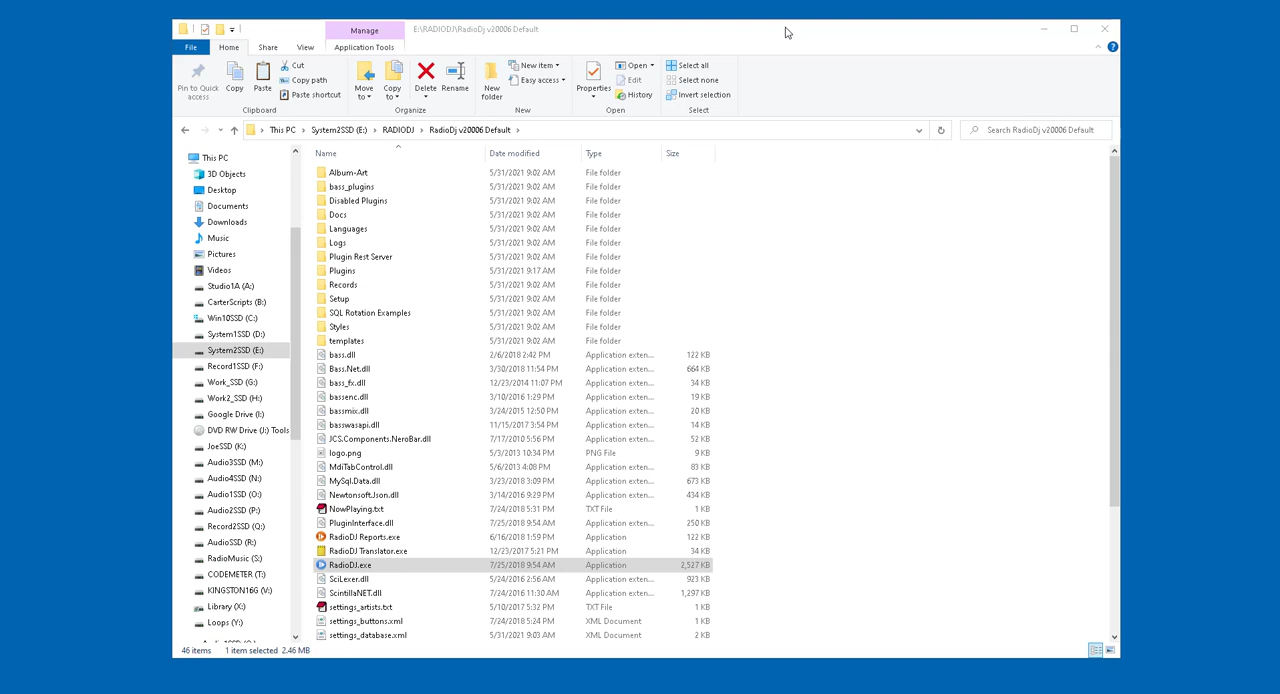 Manage
E:\RADIODJ\RadioDj v20006 Default
File
Home
Share
View
Application Tools
Pin to Quick access
Copy
Paste
Cut
Copy path
Paste shortcut
Clipboard
Move to
Copy to
Delete
Rename
Organize
New folder
New item
Easy access
New
Properties
Open
Edit
History
Open
Select all
Select none
Invert selection
Select
This PC > System2SSD (E:) > RADIODJ > RadioDj v20006 Default >
Search RadioDj v20006 Default
This PC
3D Objects
Desktop
Documents
Downloads
Music
Pictures
Videos
Studio1A (A:)
CarterScripts (B:)
Win10SSD (C:)
System1SSD (D:)
System2SSD (E:)
Record1SSD (F:)
Work_SSD (G:)
Work2_SSD (H:)
Google Drive (I:)
DVD RW Drive (J:) Tools
JoeSSD (K:)
Audio3SSD (M:)
Audio4SSD (N:)
Audio1SSD (O:)
Audio2SSD (P:)
Record2SSD (Q:)
AudioSSD (R:)
RadioMusic (S:)
CODEMETER (T:)
KINGSTON16G (V:)
Library (X:)
Loops (Y:)
Name Date modified Type Size
Album-Art 5/31/2021 9:02 AM File folder
bass_plugins 5/31/2021 9:02 AM File folder
Disabled Plugins 5/31/2021 9:02 AM File folder
Docs 5/31/2021 9:02 AM File folder
Languages 5/31/2021 9:02 AM File folder
Logs 5/31/2021 9:02 AM File folder
Plugin Rest Server 5/31/2021 9:02 AM File folder
Plugins 5/31/2021 9:17 AM File folder
Records 5/31/2021 9:02 AM File folder
Setup 5/31/2021 9:02 AM File folder
SQL Rotation Examples 5/31/2021 9:02 AM File folder
Styles 5/31/2021 9:02 AM File folder
templates 5/31/2021 9:02 AM File folder
bass.dll 2/6/2018 2:42 PM Application exten... 122 KB
Bass.Net.dll 3/30/2018 11:54 PM Application exten... 664 KB
bass_fx.dll 12/23/2014 11:07 PM Application exten... 34 KB
bassenc.dll 3/10/2016 1:29 PM Application exten... 19 KB
bassmix.dll 3/24/2015 12:50 PM Application exten... 20 KB
basswasapi.dll 11/15/2017 3:54 PM Application exten... 14 KB
JCS.Components.NeroBar.dll 7/17/2010 5:56 PM Application exten... 52 KB
logo.png 5/3/2013 10:34 PM PNG File 9 KB
MdiTabControl.dll 5/6/2013 4:08 PM Application exten... 83 KB
MySql.Data.dll 3/23/2018 3:09 PM Application exten... 673 KB
Newtonsoft.Json.dll 3/14/2016 9:29 PM Application exten... 434 KB
NowPlaying.txt 7/24/2018 5:31 PM TXT File 1 KB
PluginInterface.dll 7/25/2018 9:54 AM Application exten... 250 KB
RadioDJ Reports.exe 6/16/2018 1:59 PM Application 122 KB
RadioDJ Translator.exe 12/23/2017 5:21 PM Application 34 KB
RadioDJ.exe 7/25/2018 9:54 AM Application 2,527 KB
SciLexer.dll 5/24/2016 2:56 AM Application exten... 923 KB
ScintillaNET.dll 7/24/2016 11:30 AM Application exten... 1,297 KB
settings_artists.txt 5/10/2017 5:32 PM TXT File 1 KB
settings_buttons.xml 7/24/2018 5:24 PM XML Document 1 KB
settings_database.xml 5/31/2021 9:03 AM XML Document 2 KB
46 items 1 item selected 2.46 MB